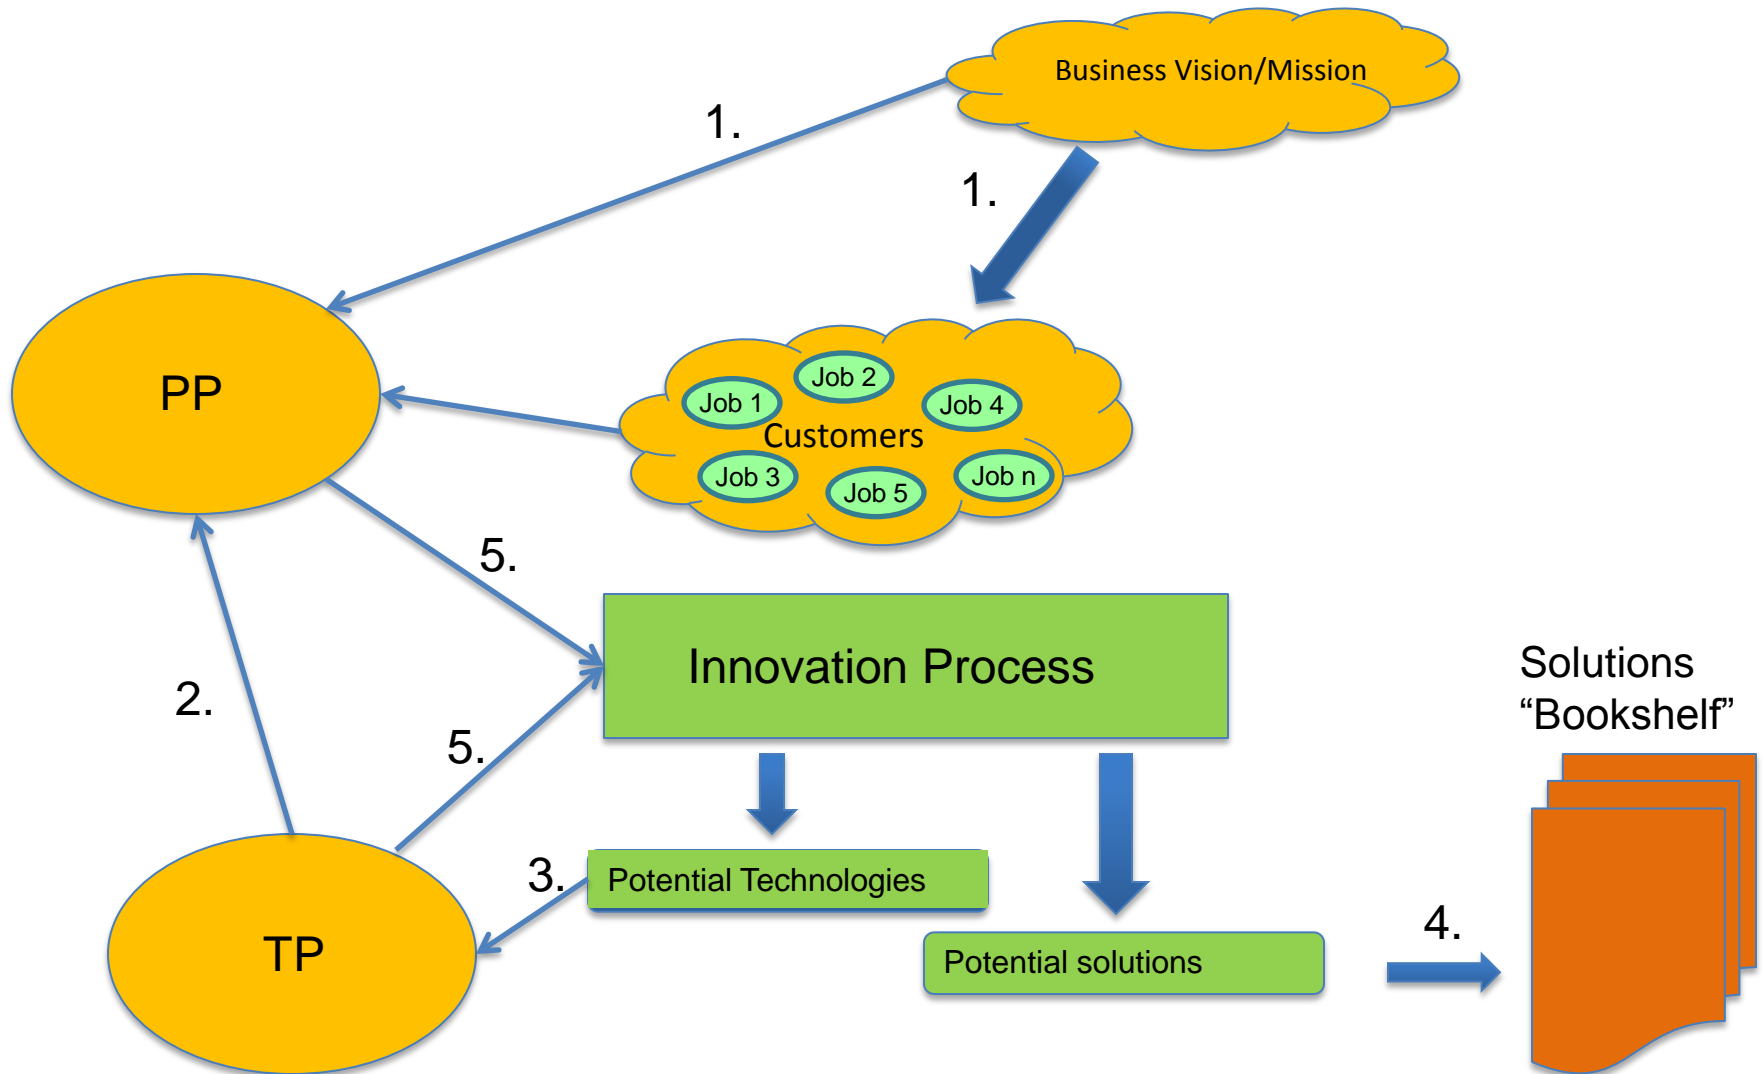 Business Vision/Mission
1.
1.
PP
Job 2
Job 1
Job 4
Customers
Job 3
Job 5
Job n
5.
Innovation Process
Solutions
“Bookshelf”
2.
5.
3.
Potential Technologies
4.
TP
Potential solutions